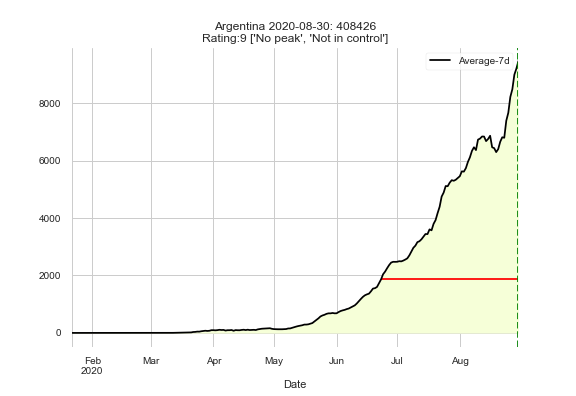 Argentina 2020-08-30: 408426
Rating:9 ['No peak', 'Not in control']
Average-7d
8000
6000
4000
2000
0
Feb Mar Apr May Jun Jul Aug
2020
Date